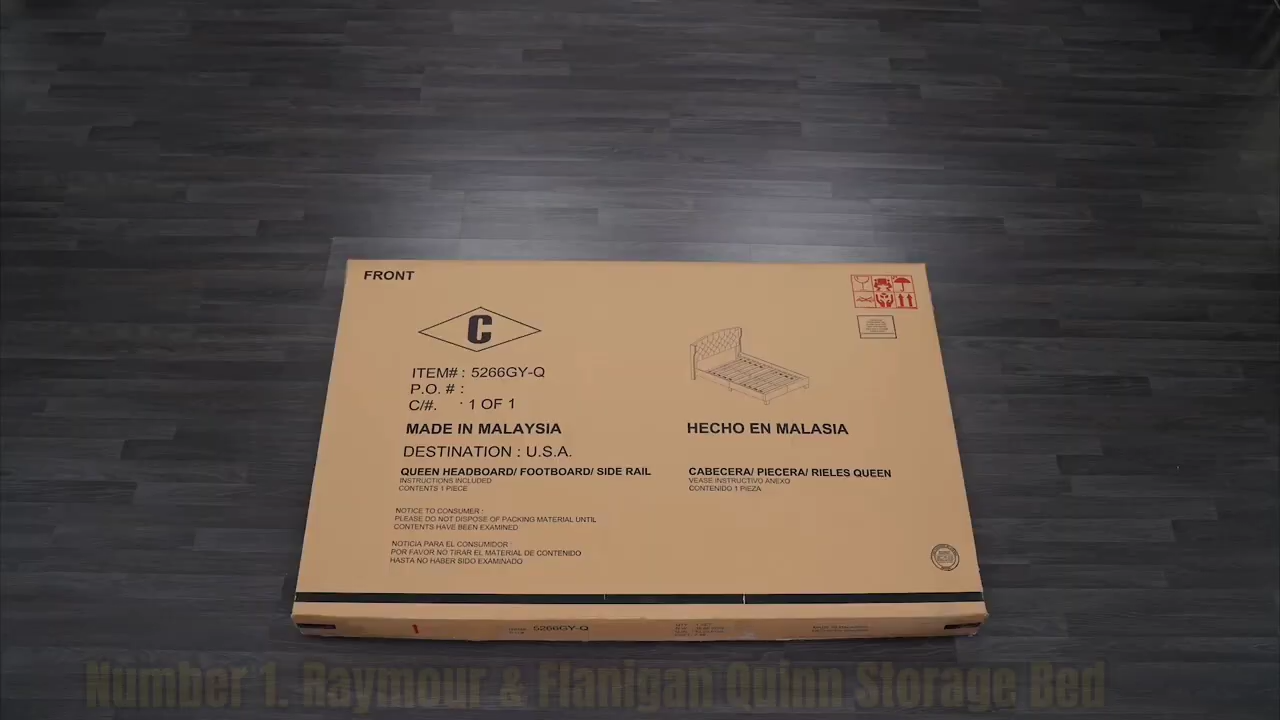 FRONT
C
ITEM# : 5266GY-Q
P.O. # :
C/#. 1 OF 1
MADE IN MALAYSIA
HECHO EN MALASIA
DESTINATION : U.S.A.
QUEEN HEADBOARD/ FOOTBOARD/ SIDE RAIL
INSTRUCTIONS INCLUDED
CONTENTS 1 PIECE
CABECERA/ PIECERA/ RIELES QUEEN
VEASE INSTRUCTIVO ANEXO
CONTENIDO 1 PIEZA
NOTICE TO CONSUMER :
PLEASE DO NOT DISPOSE OF PACKING MATERIAL UNTIL
CONTENTS HAVE BEEN EXAMINED
NOTICIA PARA EL CONSUMIDOR :
POR FAVOR NO TIRAR EL MATERIAL DE CONTENIDO
HASTA NO HABER SIDO EXAMINADO
5266GY-Q
Number 1. Raymour & Flanigan Quinn Storage Bed